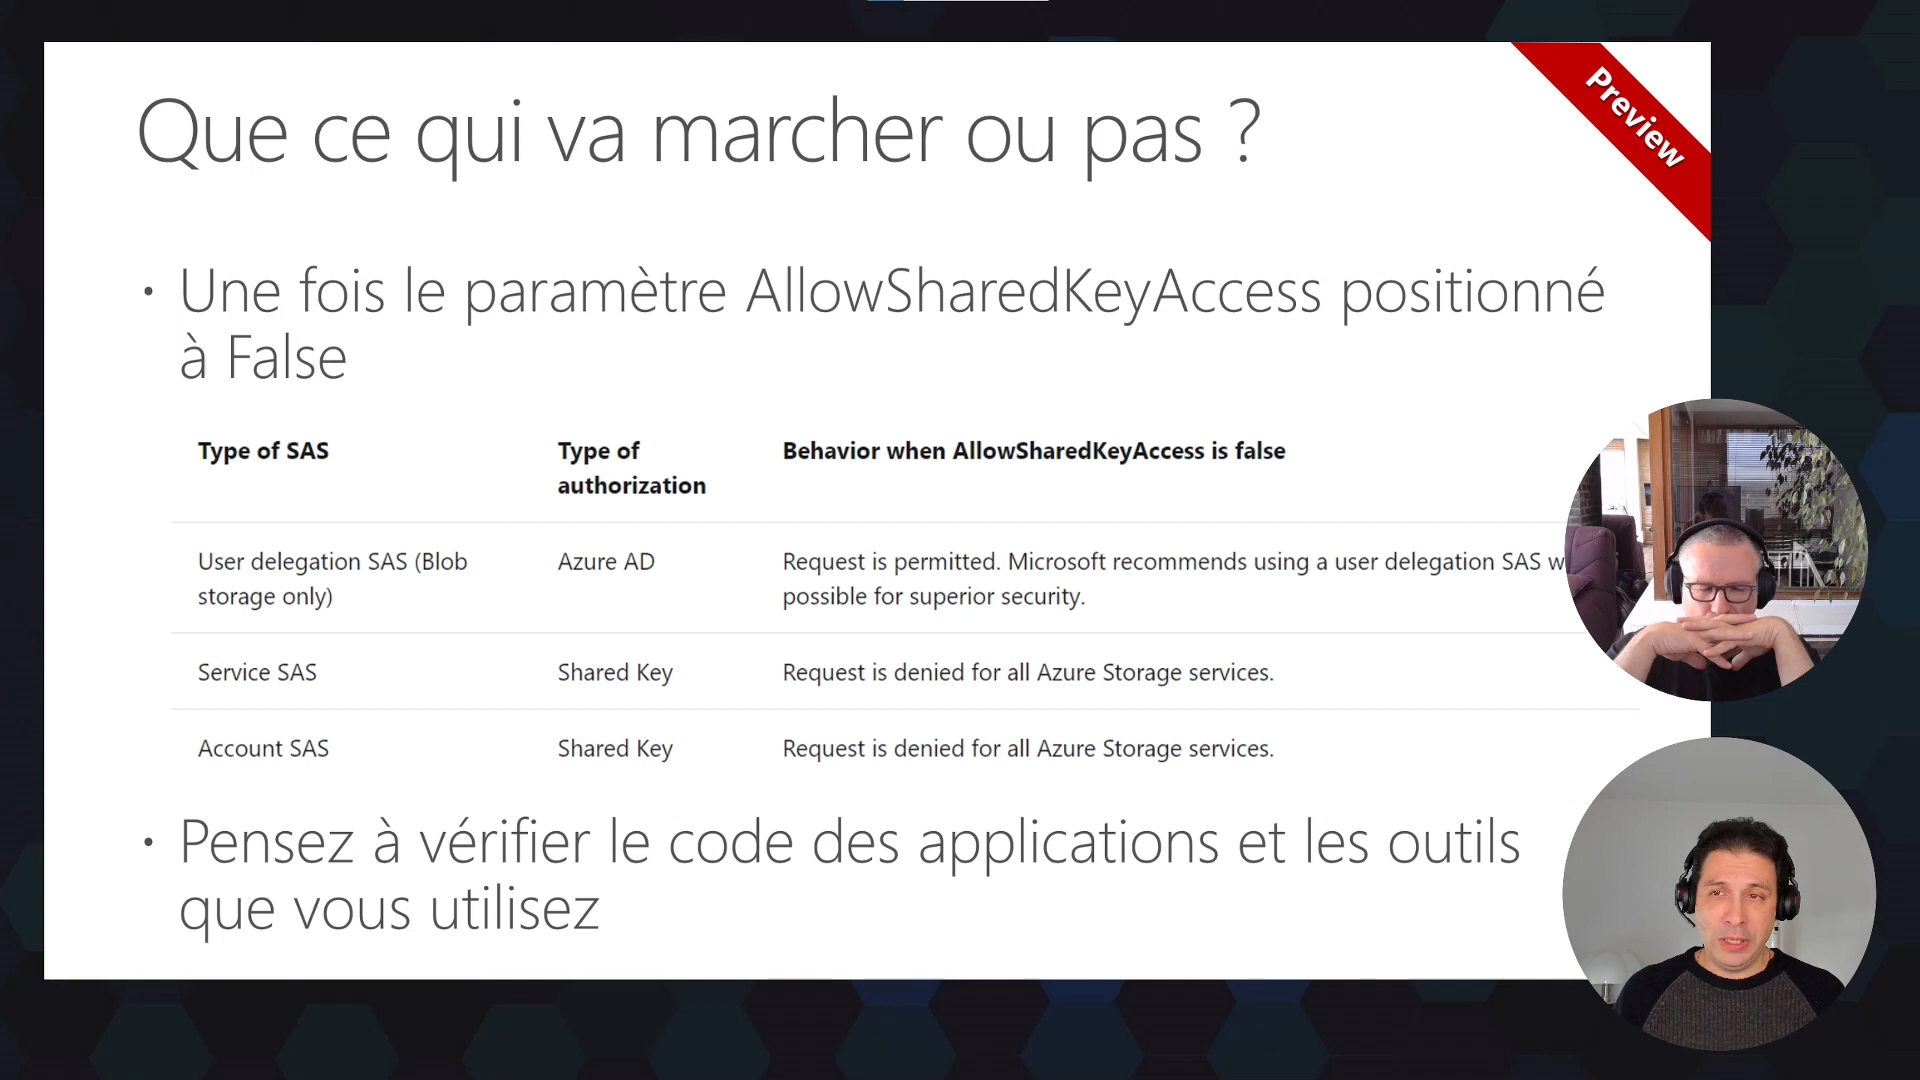 Preview
Que ce qui va marcher ou pas ?
• Une fois le paramètre AllowSharedKeyAccess positionné
à False
Type of SAS
Type of
authorization
Behavior when AllowSharedKeyAccess is false
User delegation SAS (Blob
storage only)
Azure AD
Request is permitted. Microsoft recommends using a user delegation SAS w
possible for superior security.
Service SAS
Shared Key
Request is denied for all Azure Storage services.
Account SAS
Shared Key
Request is denied for all Azure Storage services.
• Pensez à vérifier le code des applications et les outils
que vous utilisez